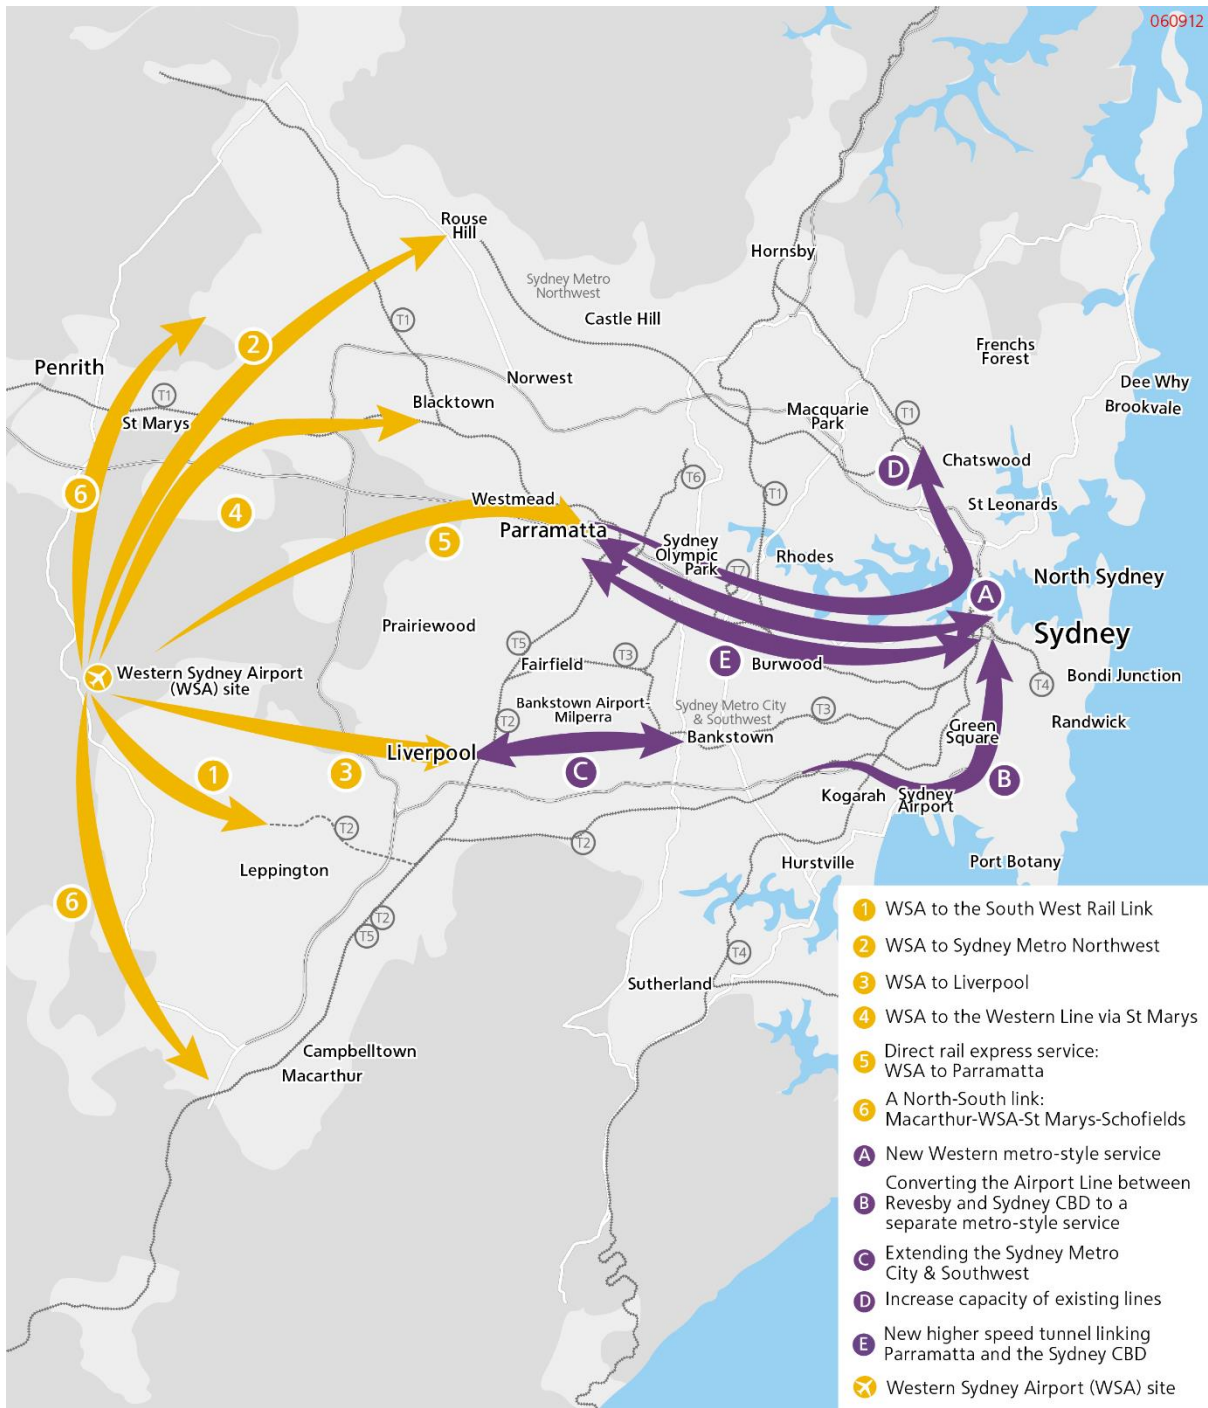 060912
Rouse
Hill
Hornsby
Sydney Metro
Northwest
Castle Hill
T1
2
Frenchs
Forest
Penrith
Norwest
Dee Why
T1
Blacktown
Brookvale
St Marys
Macquarie
Park
T1
D
Chatswood
T6
6
T1
Westmead
St Leonards
4
Parramatta
5
Sydney
Olympic
Park
Rhodes
T7
North Sydney
A
Prairiewood
Sydney
T5
T3
Fairfield
E
Burwood
Western Sydney Airport
(WSA) site
T4
Bondi Junction
Bankstown Airport-
Milperra
Sydney Metro City
& Southwest
T3
T2
Randwick
Green
Square
Bankstown
Liverpool
1
3
C
B
Kogarah
Sydney
Airport
T2
T2
Leppington
Hurstville
Port Botany
6
T2
T5
T4
Sutherland
Campbelltown
Macarthur
1 WSA to the South West Rail Link
2 WSA to Sydney Metro Northwest
3 WSA to Liverpool
4 WSA to the Western Line via St Marys
5 Direct rail express service:
WSA to Parramatta
6 A North-South link:
Macarthur-WSA-St Marys-Schofields
A New Western metro-style service
B Converting the Airport Line between
Revesby and Sydney CBD to a
separate metro-style service
C Extending the Sydney Metro
City & Southwest
D Increase capacity of existing lines
E New higher speed tunnel linking
Parramatta and the Sydney CBD
Western Sydney Airport (WSA) site